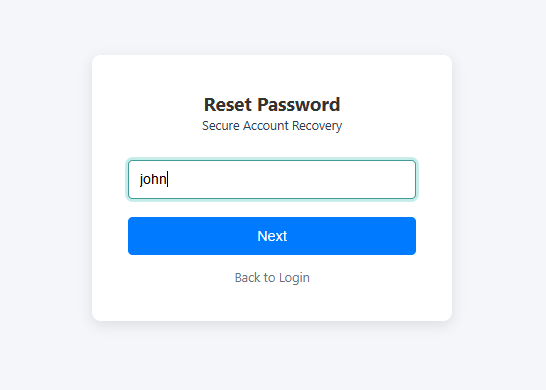 Reset Password
Secure Account Recovery
john
Next
Back to Login